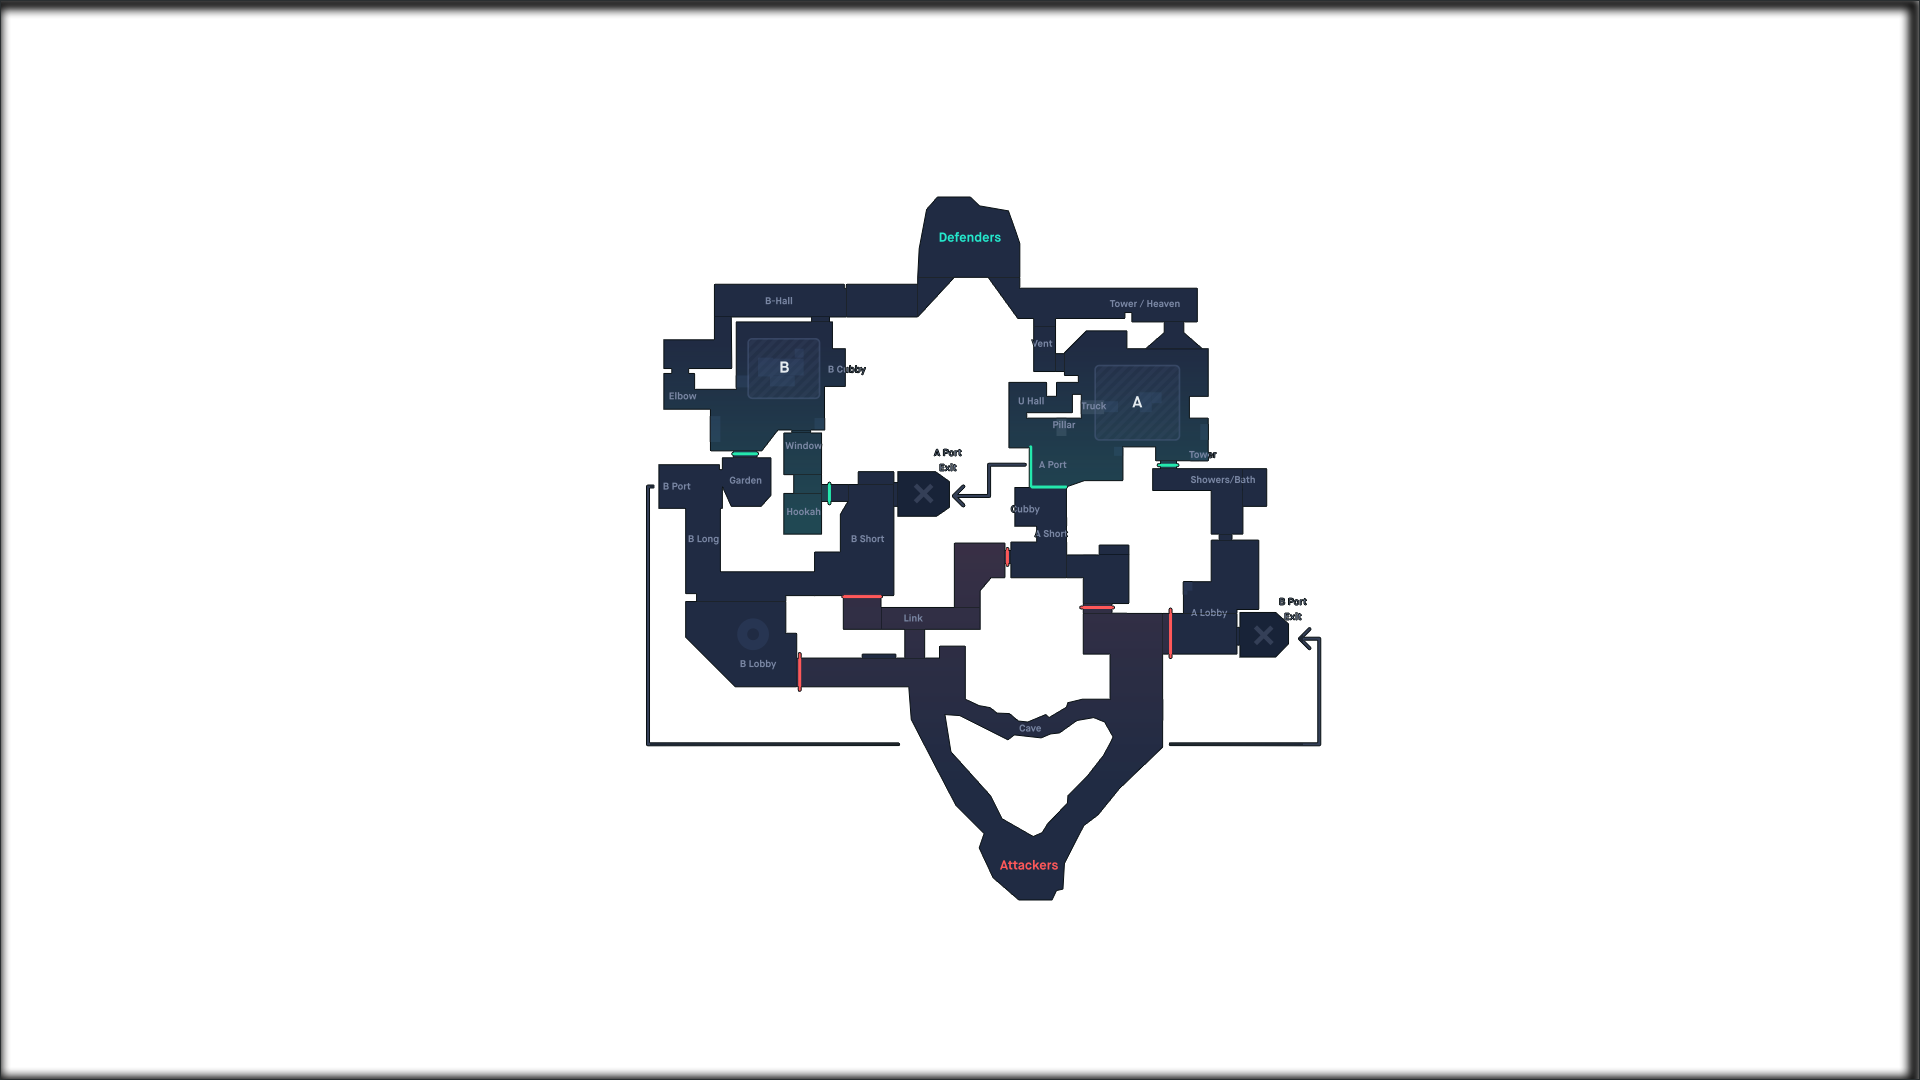 Defenders
B-Hall
Tower / Heaven
Vent
B
B Cubby
Elbow
U Hall
Truck
A
Pillar
Window
A Port
Exit
A Port
Tower
Garden
B Port
Showers/Bath
Hookah
Cubby
B Long
B Short
A Short
B Port
Exit
A Lobby
Link
B Lobby
Cave
Attackers